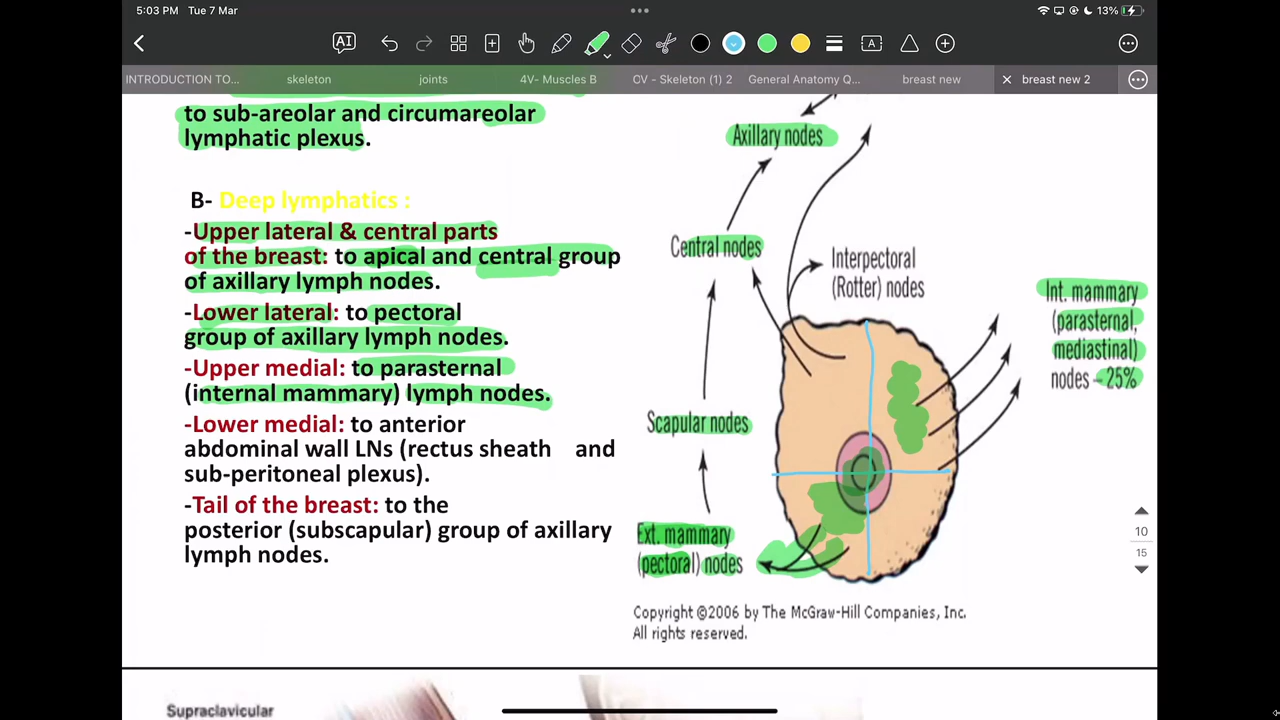 5:03 PM Tue 7 Mar
13%
AI
A
INTRODUCTION TO... skeleton joints 4V- Muscles B CV - Skeleton (1) 2 General Anatomy Q... breast new breast new 2
to sub-areolar and circumareolar
lymphatic plexus.
B- Deep lymphatics :
-Upper lateral & central parts
of the breast: to apical and central group
of axillary lymph nodes.
-Lower lateral: to pectoral
group of axillary lymph nodes.
-Upper medial: to parasternal
(internal mammary) lymph nodes.
-Lower medial: to anterior
abdominal wall LNs (rectus sheath and
sub-peritoneal plexus).
-Tail of the breast: to the
posterior (subscapular) group of axillary
lymph nodes.
Axillary nodes
Central nodes
Interpectoral
(Rotter) nodes
Int. mammary
(parasternal,
mediastinal)
nodes – 25%
Scapular nodes
Ext. mammary
(pectoral) nodes
10
15
Copyright ©2006 by The McGraw-Hill Companies, Inc.
All rights reserved.
Supraclavicular